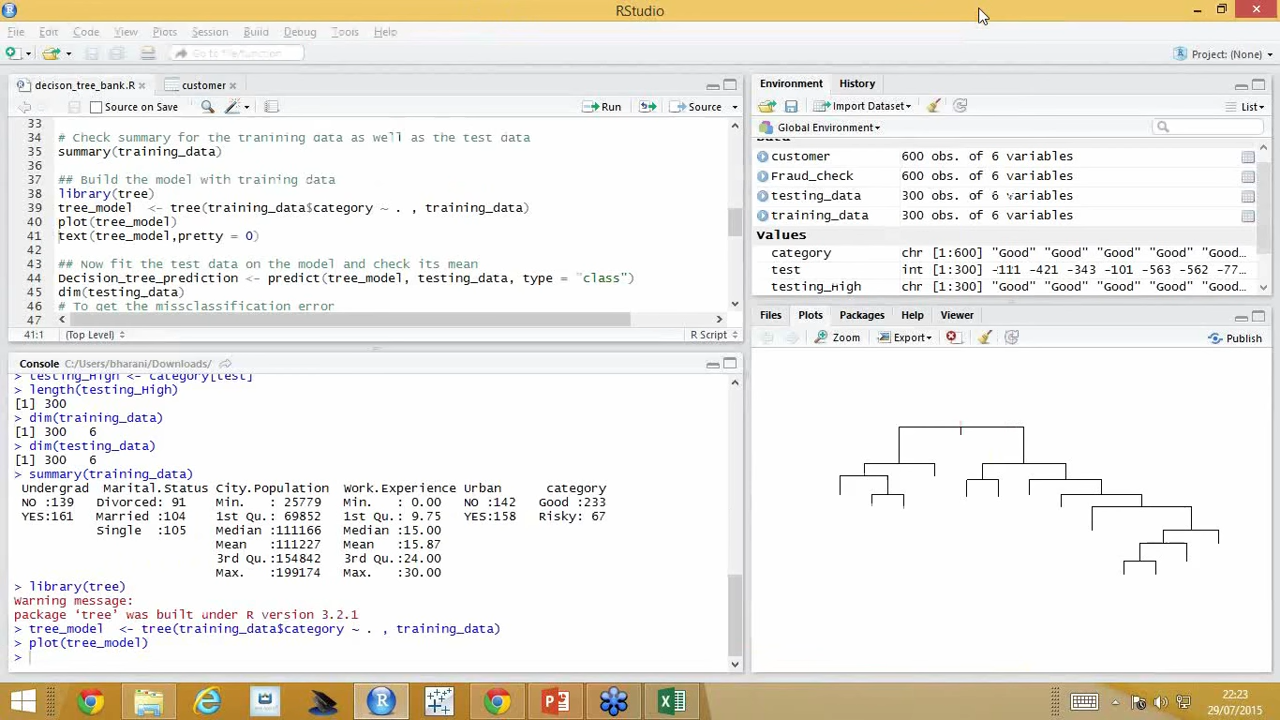 RStudio
File Edit Code View Plots Session Build Debug Tools Help
Go to file/function
Project: (None)
decison_tree_bank.R
customer
Source on Save
Run
Source
33
34 # Check summary for the tranining data as well as the test data
35 summary(training_data)
36
37 ## Build the model with training data
38 library(tree)
39 tree_model <- tree(training_data$category ~ . , training_data)
40 plot(tree_model)
41 text(tree_model,pretty = 0)
42
43 ## Now fit the test data on the model and check its mean
44 Decision_tree_prediction <- predict(tree_model, testing_data, type = "class")
45 dim(testing_data)
46 # To get the missclassification error
47
41:1 (Top Level) R Script
Console C:/Users/bharani/Downloads/
> testing_High <- category[test]
> length(testing_High)
[1] 300
> dim(training_data)
[1] 300 6
> dim(testing_data)
[1] 300 6
> summary(training_data)
Undergrad Marital.Status City.Population Work.Experience Urban category
NO :139 Divorced: 91 Min. : 25779 Min. : 0.00 NO :142 Good :233
YES:161 Married :104 1st Qu.: 69852 1st Qu.: 9.75 YES:158 Risky: 67
Single :105 Median :111166 Median :15.00
Mean :111227 Mean :15.87
3rd Qu.:154842 3rd Qu.:24.00
Max. :199174 Max. :30.00
> library(tree)
Warning message:
package ‘tree’ was built under R version 3.2.1
> tree_model <- tree(training_data$category ~ . , training_data)
> plot(tree_model)
>
Environment History
Import Dataset
List
Global Environment
Data
customer 600 obs. of 6 variables
Fraud_check 600 obs. of 6 variables
testing_data 300 obs. of 6 variables
training_data 300 obs. of 6 variables
Values
category chr [1:600] "Good" "Good" "Good" "Good" "Good" "Good"…
test int [1:300] -111 -421 -343 -101 -563 -562 -77…
testing_High chr [1:300] "Good" "Good" "Good" "Good" "Good" "Good"…
Files Plots Packages Help Viewer
Zoom Export Publish
22:23
29/07/2015